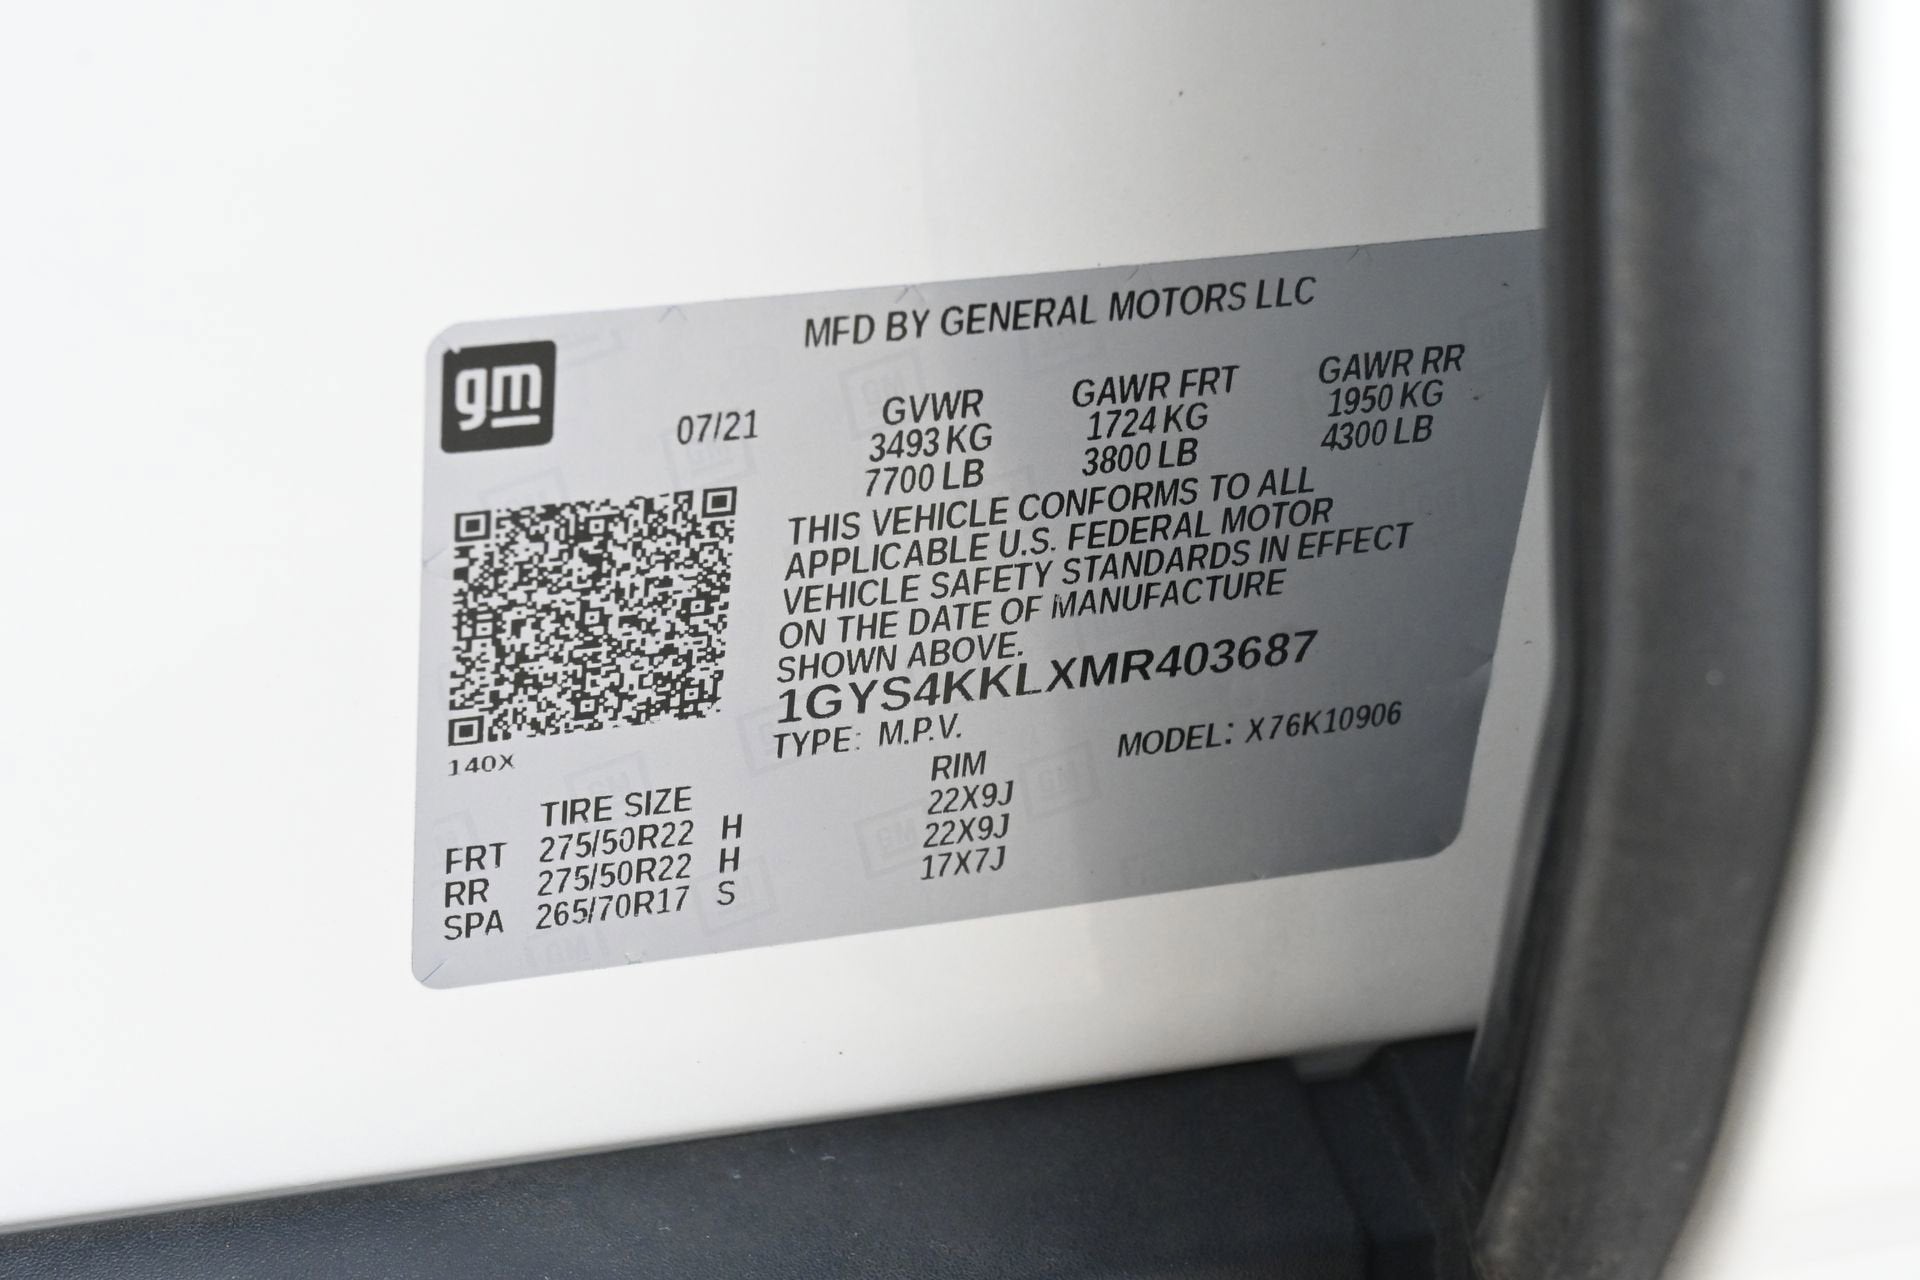 MFD BY GENERAL MOTORS LLC
gm
07/21
GVWR GAWR FRT GAWR RR
3493 KG 1724 KG 1950 KG
7700 LB 3800 LB 4300 LB
THIS VEHICLE CONFORMS TO ALL
APPLICABLE U.S. FEDERAL MOTOR
VEHICLE SAFETY STANDARDS IN EFFECT
ON THE DATE OF MANUFACTURE
SHOWN ABOVE.
1GYS4KKLXMR403687
TYPE: M.P.V. MODEL: X76K10906
140X
TIRE SIZE RIM
FRT 275/50R22 H 22X9J
RR 275/50R22 H 22X9J
SPA 265/70R17 S 17X7J